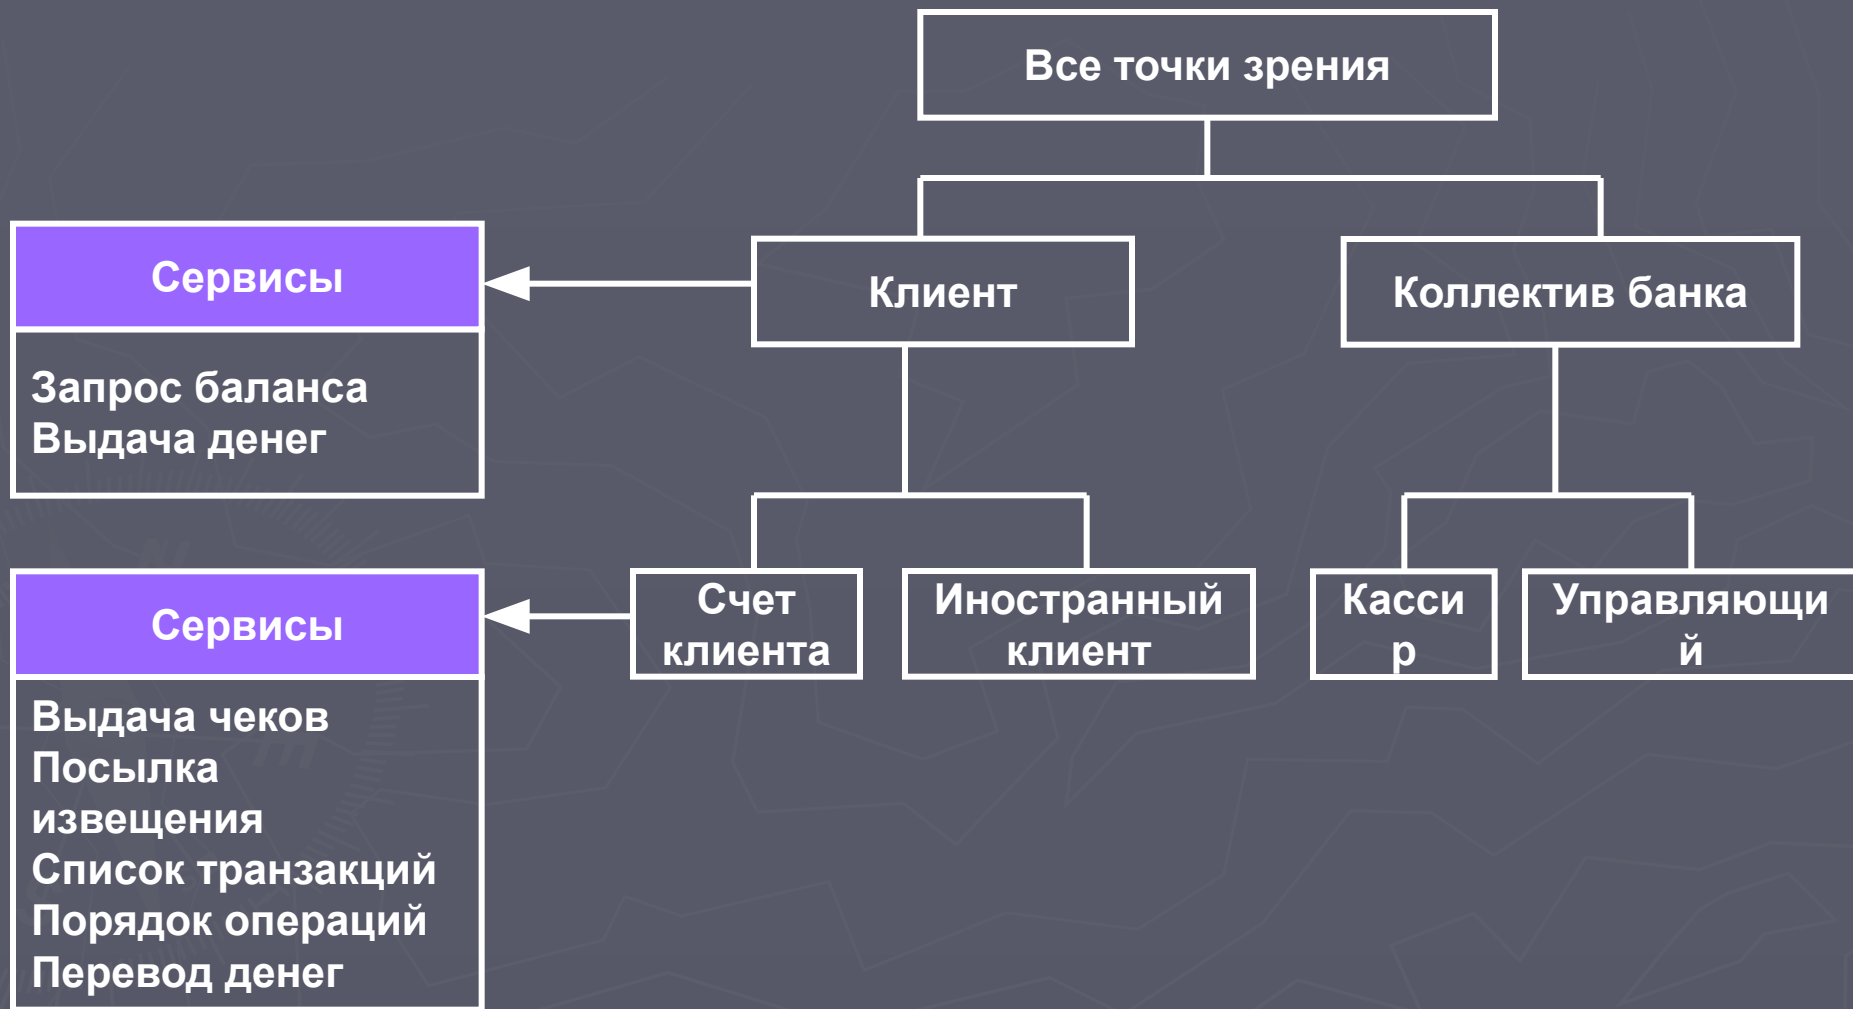 Все точки зрения
Сервисы
Клиент
Коллектив банка
Запрос баланса
Выдача денег
Сервисы
Счет
клиента
Иностранный
клиент
Касси
р
Управляющи
й
Выдача чеков
Посылка
извещения
Список транзакций
Порядок операций
Перевод денег